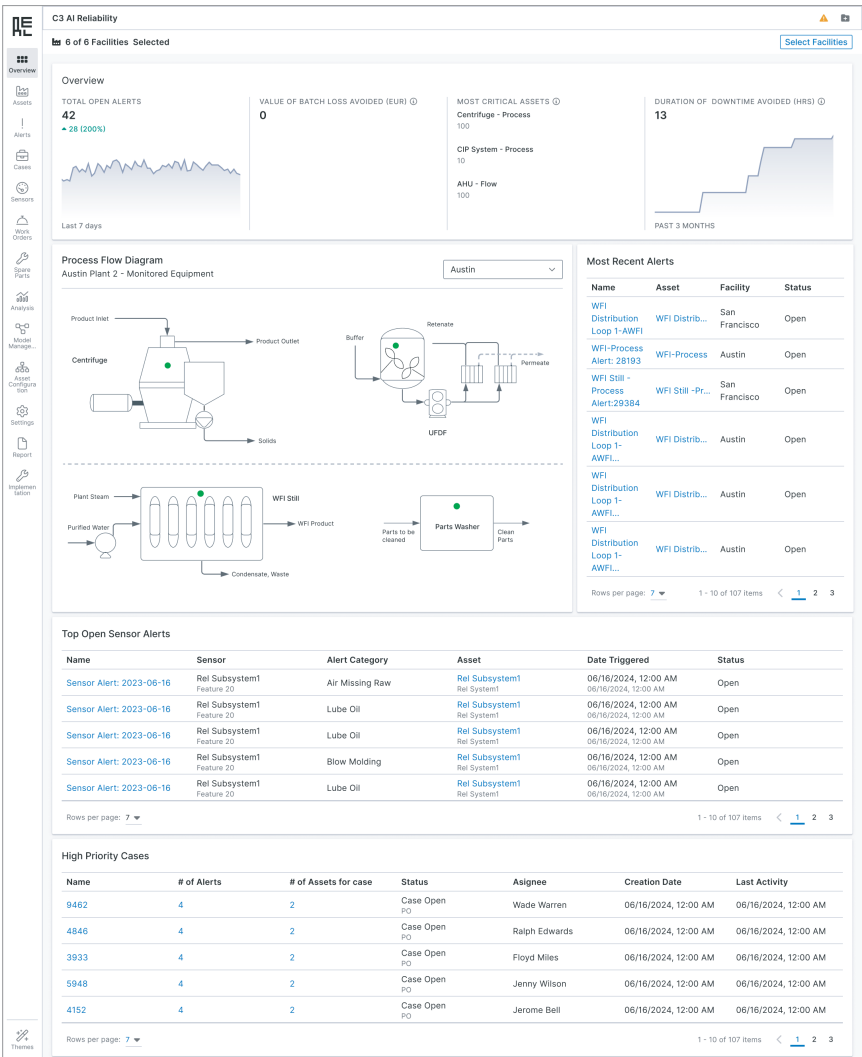 C3 AI Reliability
6 of 6 Facilities Selected
Select Facilities
Overview
Assets
Alerts
Cases
Sensors
Work
Orders
Spare
Parts
Analysis
Model
Manage...
Asset
Configura
tion
Settings
Report
Implemen
tation
Themes
Overview
TOTAL OPEN ALERTS
42
28 (200%)
Last 7 days
VALUE OF BATCH LOSS AVOIDED (EUR)
0
MOST CRITICAL ASSETS
Centrifuge - Process
100
CIP System - Process
10
AHU - Flow
100
DURATION OF DOWNTIME AVOIDED (HRS)
13
PAST 3 MONTHS
Process Flow Diagram
Austin Plant 2 - Monitored Equipment
Austin
Product Inlet
Product Outlet
Centrifuge
Solids
Buffer
Retenate
Permeate
UFDF
Plant Steam
WFI Still
Purified Water
WFI Product
Condensate, Waste
Parts to be
cleaned
Parts Washer
Clean
Parts
Most Recent Alerts
Name Asset Facility Status
WFI
Distribution
Loop 1-AWFI
WFI Distrib...
San
Francisco
Open
WFI-Process
Alert: 28193
WFI-Process
Austin
Open
WFI Still -
Process
Alert:29384
WFI Still -Pr...
San
Francisco
Open
WFI
Distribution
Loop 1-
AWFI...
WFI Distrib...
Austin
Open
WFI
Distribution
Loop 1-
AWFI...
WFI Distrib...
Austin
Open
WFI
Distribution
Loop 1-
AWFI...
WFI Distrib...
Austin
Open
Rows per page: 7 1 - 10 of 107 items 1 2 3
Top Open Sensor Alerts
Name Sensor Alert Category Asset Date Triggered Status
Sensor Alert: 2023-06-16 Rel Subsystem1 Air Missing Raw Rel Subsystem1 06/16/2024, 12:00 AM Open
Feature 20 Rel System1 06/16/2024, 12:00 AM
Sensor Alert: 2023-06-16 Rel Subsystem1 Lube Oil Rel Subsystem1 06/16/2024, 12:00 AM Open
Feature 20 Rel System1 06/16/2024, 12:00 AM
Sensor Alert: 2023-06-16 Rel Subsystem1 Lube Oil Rel Subsystem1 06/16/2024, 12:00 AM Open
Feature 20 Rel System1 06/16/2024, 12:00 AM
Sensor Alert: 2023-06-16 Rel Subsystem1 Blow Molding Rel Subsystem1 06/16/2024, 12:00 AM Open
Feature 20 Rel System1 06/16/2024, 12:00 AM
Sensor Alert: 2023-06-16 Rel Subsystem1 Lube Oil Rel Subsystem1 06/16/2024, 12:00 AM Open
Feature 20 Rel System1 06/16/2024, 12:00 AM
Rows per page: 7 1 - 10 of 107 items 1 2 3
High Priority Cases
Name # of Alerts # of Assets for case Status Asignee Creation Date Last Activity
9462 4 2 Case Open Wade Warren 06/16/2024, 12:00 AM 06/16/2024, 12:00 AM
PO
4846 4 2 Case Open Ralph Edwards 06/16/2024, 12:00 AM 06/16/2024, 12:00 AM
PO
3933 4 2 Case Open Floyd Miles 06/16/2024, 12:00 AM 06/16/2024, 12:00 AM
PO
5948 4 2 Case Open Jenny Wilson 06/16/2024, 12:00 AM 06/16/2024, 12:00 AM
PO
4152 4 2 Case Open Jerome Bell 06/16/2024, 12:00 AM 06/16/2024, 12:00 AM
PO
Rows per page: 7 1 - 10 of 107 items 1 2 3